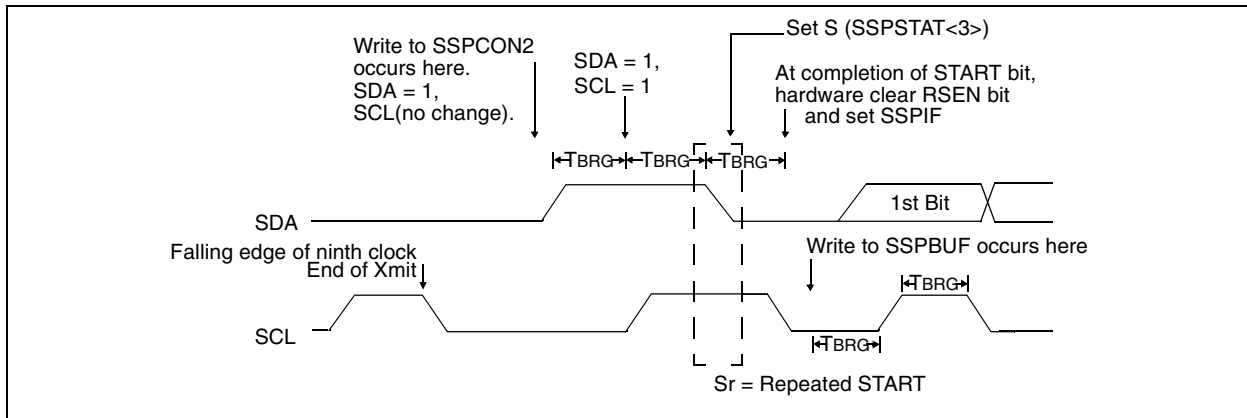 Set S (SSPSTAT<3>)
Write to SSPCON2
occurs here.
SDA = 1,
SCL(no change).
SDA = 1,
SCL = 1
At completion of START bit,
hardware clear RSEN bit
and set SSPIF
TBRG TBRG TBRG
1st Bit
SDA
Write to SSPBUF occurs here
Falling edge of ninth clock
End of Xmit
TBRG
SCL
TBRG
Sr = Repeated START